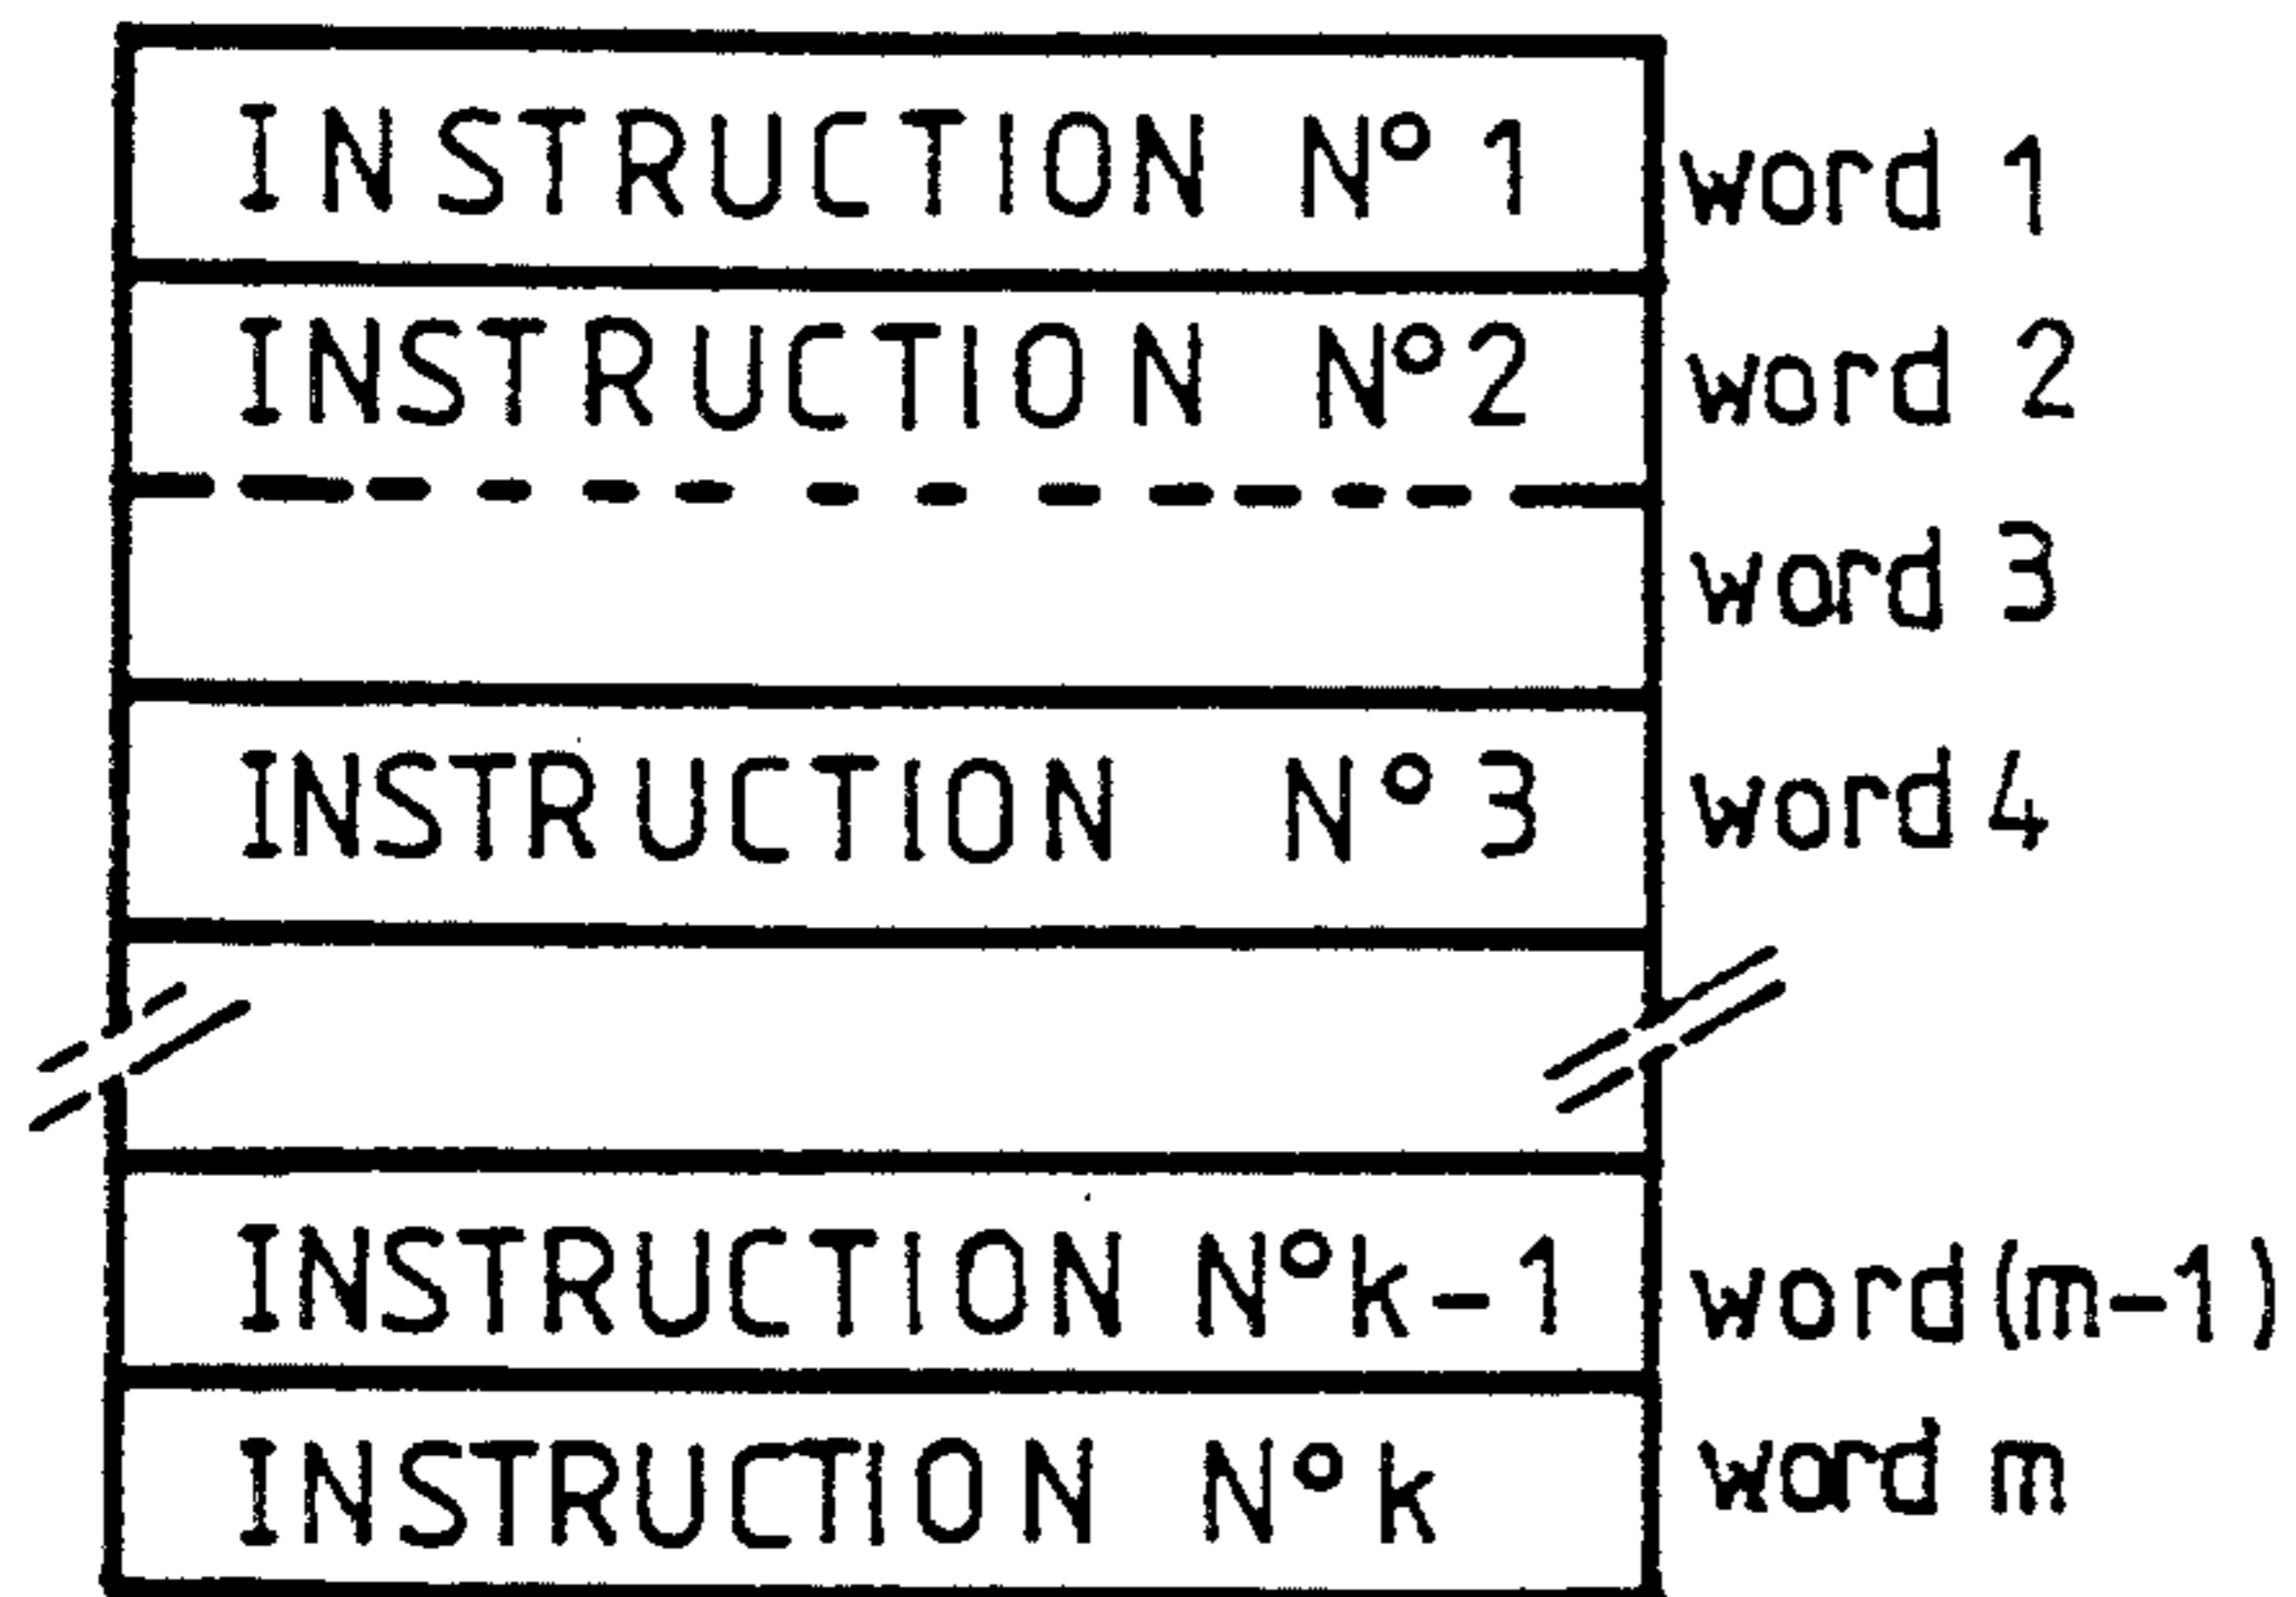 INSTRUCTION N° 1 word 1
INSTRUCTION N° 2 word 2
word 3
INSTRUCTION N° 3 word 4
INSTRUCTION N° k-1 word (m-1)
INSTRUCTION N° k word m